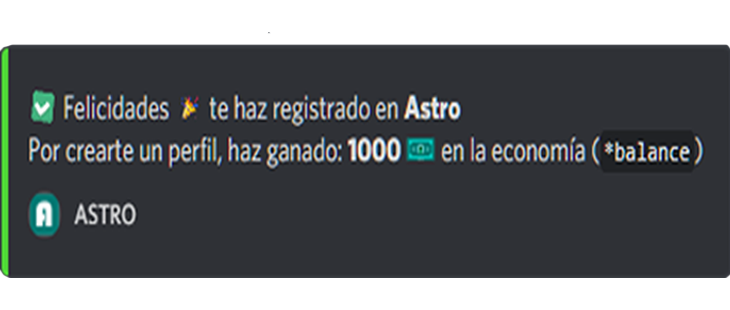 Felicidades 🎉 te haz registrado en Astro
Por crearte un perfil, haz ganado: 1000 en la economía (*balance)
A ASTRO